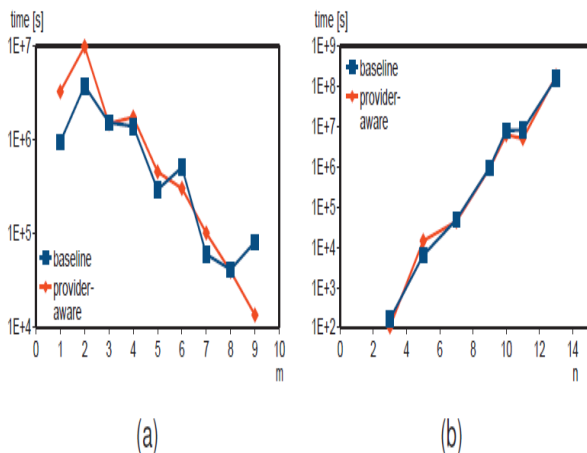 time [s]
1E+7
1E+6
1E+5
1E+4
baseline
provider-
aware
0 1 2 3 4 5 6 7 8 9 10
m
(a)
time [s]
1E+9
1E+8
1E+7
1E+6
1E+5
1E+4
1E+3
1E+2
baseline
provider-
aware
0 2 4 6 8 10 12 14
n
(b)